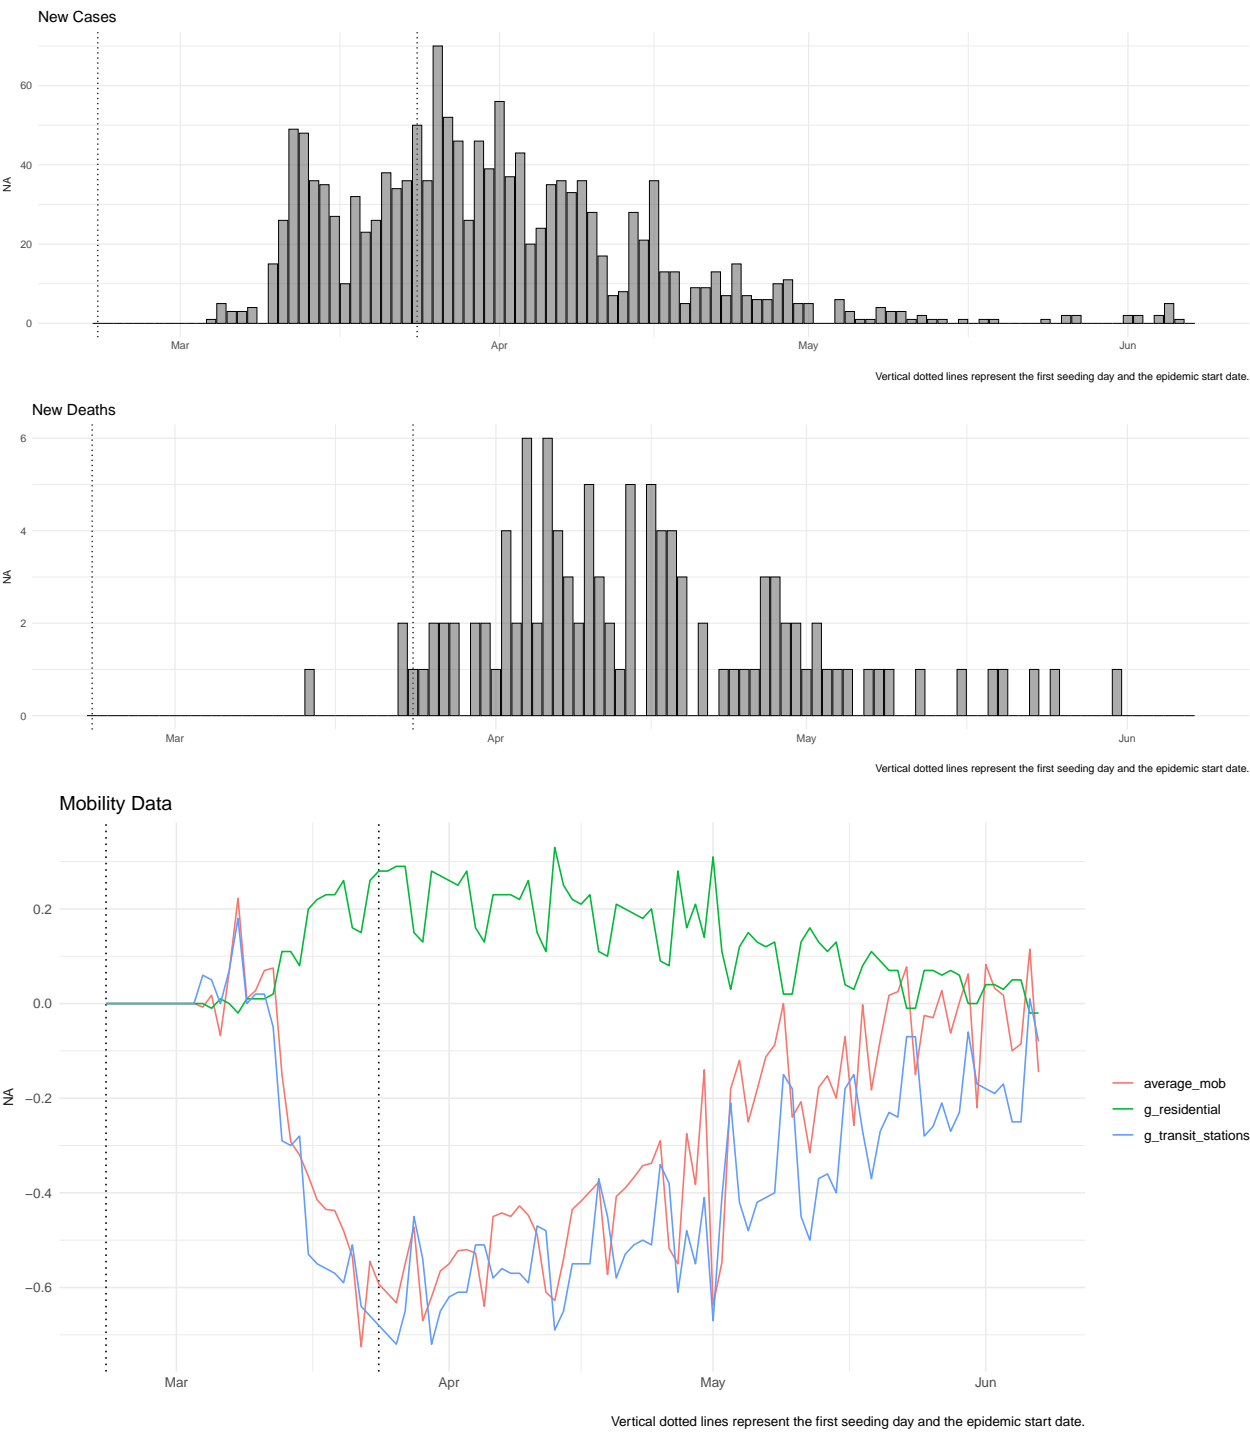 New Cases
60
40
20
0
NA
Mar
Apr
May
Jun
Vertical dotted lines represent the first seeding day and the epidemic start date.
New Deaths
6
4
2
0
NA
Mar
Apr
May
Jun
Vertical dotted lines represent the first seeding day and the epidemic start date.
Mobility Data
0.2
0.0
−0.2
−0.4
−0.6
NA
Mar
Apr
May
Jun
average_mob
g_residential
g_transit_stations
Vertical dotted lines represent the first seeding day and the epidemic start date.